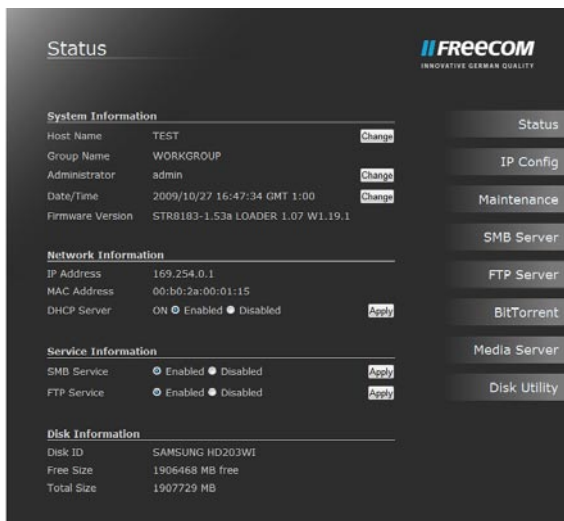 Status
FREECOM
INNOVATIVE GERMAN QUALITY
System Information
Host Name TEST Change
Group Name WORKGROUP
Administrator admin Change
Date/Time 2009/10/27 16:47:34 GMT 1:00 Change
Firmware Version STR8183-1.53a LOADER 1.07 W1.19.1
Network Information
IP Address 169.254.0.1
MAC Address 00:b0:2a:00:01:15
DHCP Server ON Enabled Disabled Apply
Service Information
SMB Service Enabled Disabled Apply
FTP Service Enabled Disabled Apply
Disk Information
Disk ID SAMSUNG HD203WI
Free Size 1906468 MB free
Total Size 1907729 MB
Status
IP Config
Maintenance
SMB Server
FTP Server
BitTorrent
Media Server
Disk Utility